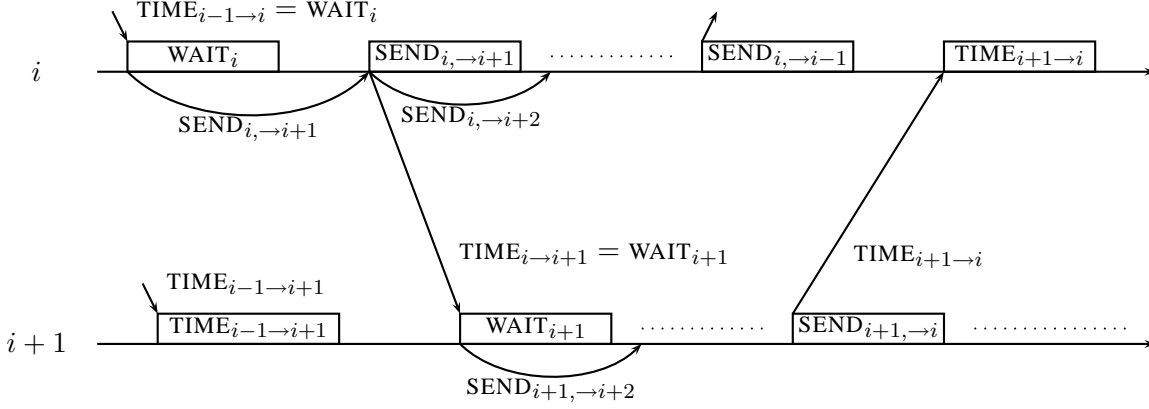 TIME_{i−1→i} = WAIT_i
i WAIT_i SEND_{i,→i+1} .............. SEND_{i,→i−1} TIME_{i+1→i}
SEND_{i,→i+1} SEND_{i,→i+2}
TIME_{i→i+1} = WAIT_{i+1} TIME_{i+1→i}
TIME_{i−1→i+1}
i + 1 TIME_{i−1→i+1} WAIT_{i+1} .............. SEND_{i+1,→i} .................
SEND_{i+1,→i+2}